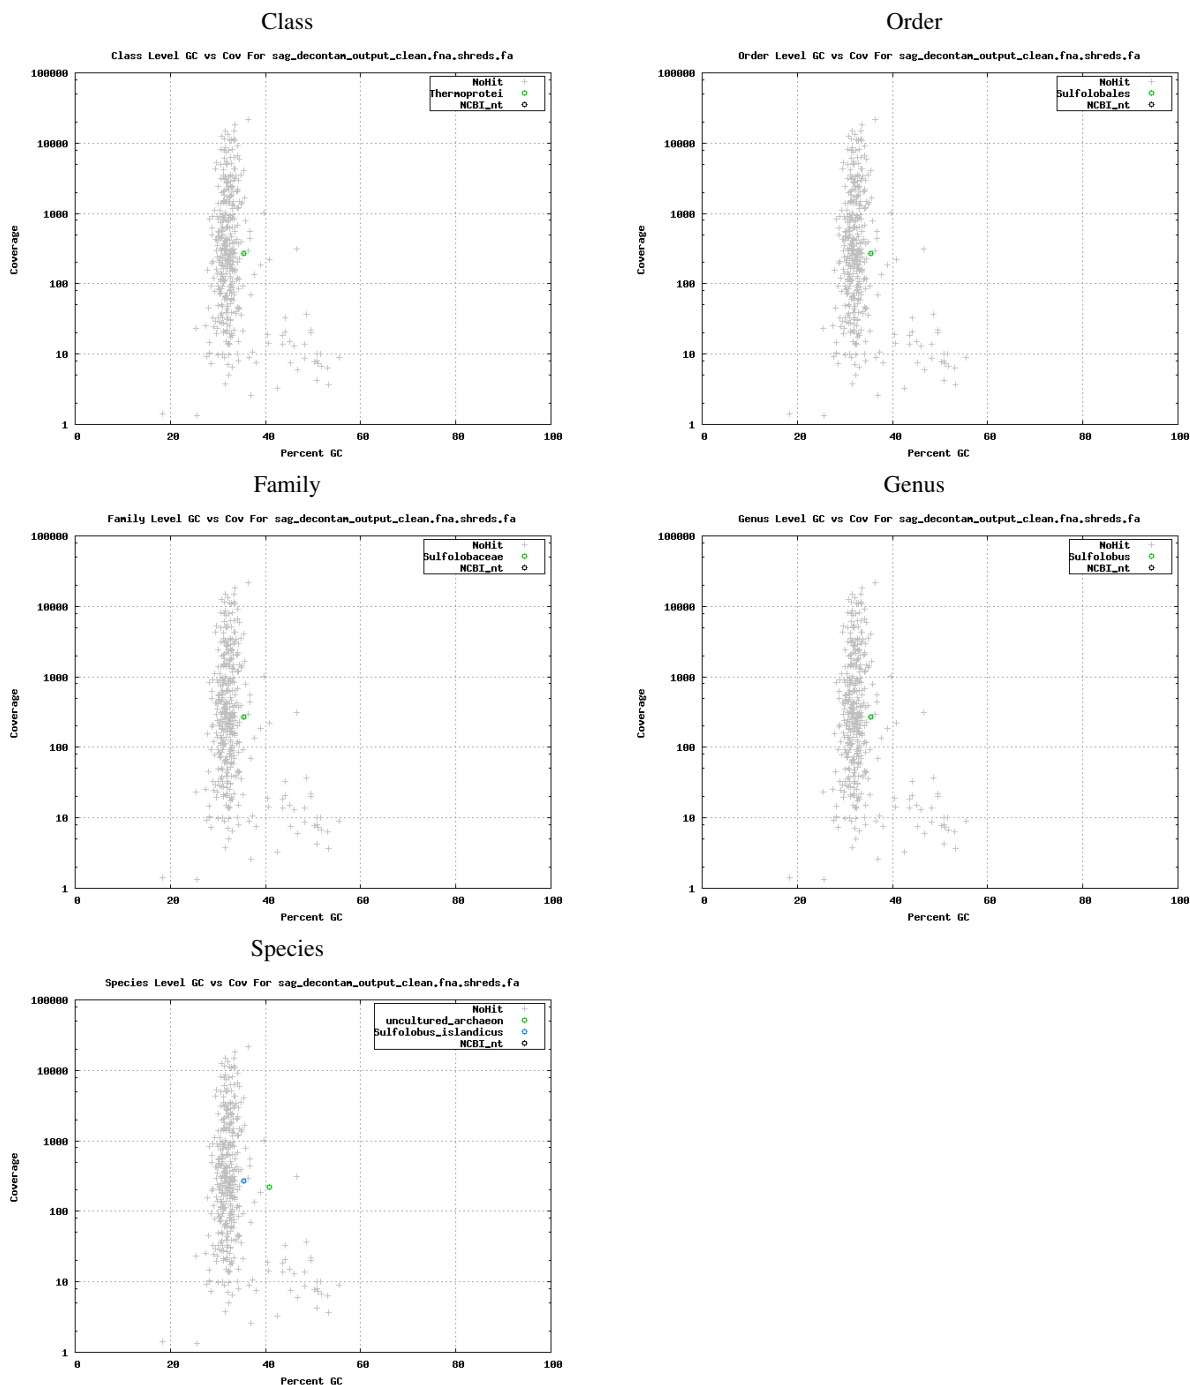 Class
Class Level GC vs Cov For sag_decontam_output_clean.fna.shreds.fa
100000
10000
1000
100
10
1
Coverage
NoHit
Thermoprotei
NCBI_nt
0 20 40 60 80 100
Percent GC
Order
Order Level GC vs Cov For sag_decontam_output_clean.fna.shreds.fa
100000
10000
1000
100
10
1
Coverage
NoHit
Sulfolobales
NCBI_nt
0 20 40 60 80 100
Percent GC
Family
Family Level GC vs Cov For sag_decontam_output_clean.fna.shreds.fa
100000
10000
1000
100
10
1
Coverage
NoHit
Sulfolobaceae
NCBI_nt
0 20 40 60 80 100
Percent GC
Genus
Genus Level GC vs Cov For sag_decontam_output_clean.fna.shreds.fa
100000
10000
1000
100
10
1
Coverage
NoHit
Sulfolobus
NCBI_nt
0 20 40 60 80 100
Percent GC
Species
Species Level GC vs Cov For sag_decontam_output_clean.fna.shreds.fa
100000
10000
1000
100
10
1
Coverage
NoHit
uncultured_archaeon
Sulfolobus_islandicus
NCBI_nt
0 20 40 60 80 100
Percent GC